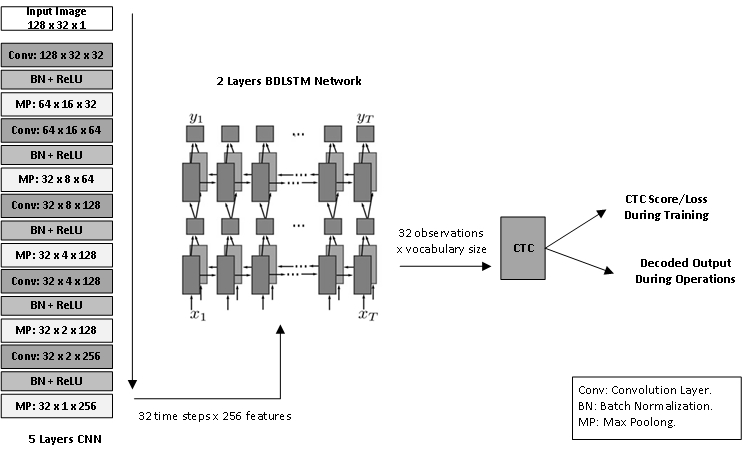 Input Image
128 x 32 x 1
Conv: 128 x 32 x 32
BN + ReLU
MP: 64 x 16 x 32
Conv: 64 x 16 x 64
BN + ReLU
MP: 32 x 8 x 64
Conv: 32 x 8 x 128
BN + ReLU
MP: 32 x 4 x 128
Conv: 32 x 4 x 128
BN + ReLU
MP: 32 x 2 x 128
Conv: 32 x 2 x 256
BN + ReLU
MP: 32 x 1 x 256
5 Layers CNN
32 time steps x 256 features
2 Layers BDLSTM Network
y1 ... yT
...
...
...
...
...
x1 xT
32 observations
x vocabulary size
CTC
CTC Score/Loss
During Training
Decoded Output
During Operations
Conv: Convolution Layer.
BN: Batch Normalization.
MP: Max Poolong.